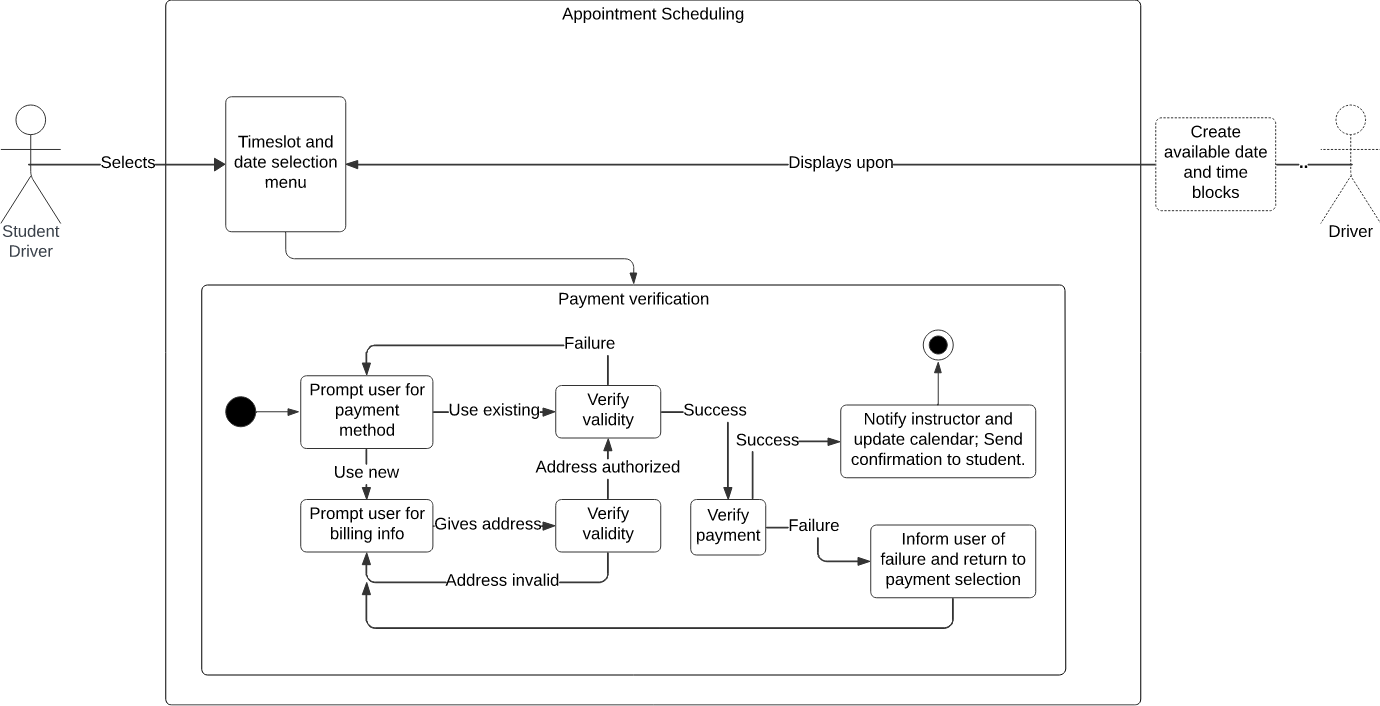 Appointment Scheduling
Student
Driver
Selects
Timeslot and
date selection
menu
Displays upon
Create
available date
and time
blocks
..
Driver
Payment verification
Failure
Prompt user for
payment
method
Use existing
Verify
validity
Success
Success
Notify instructor and
update calendar; Send
confirmation to student.
Use new
Address authorized
Prompt user for
billing info
Gives address
Verify
validity
Verify
payment
Failure
Inform user of
failure and return to
payment selection
Address invalid